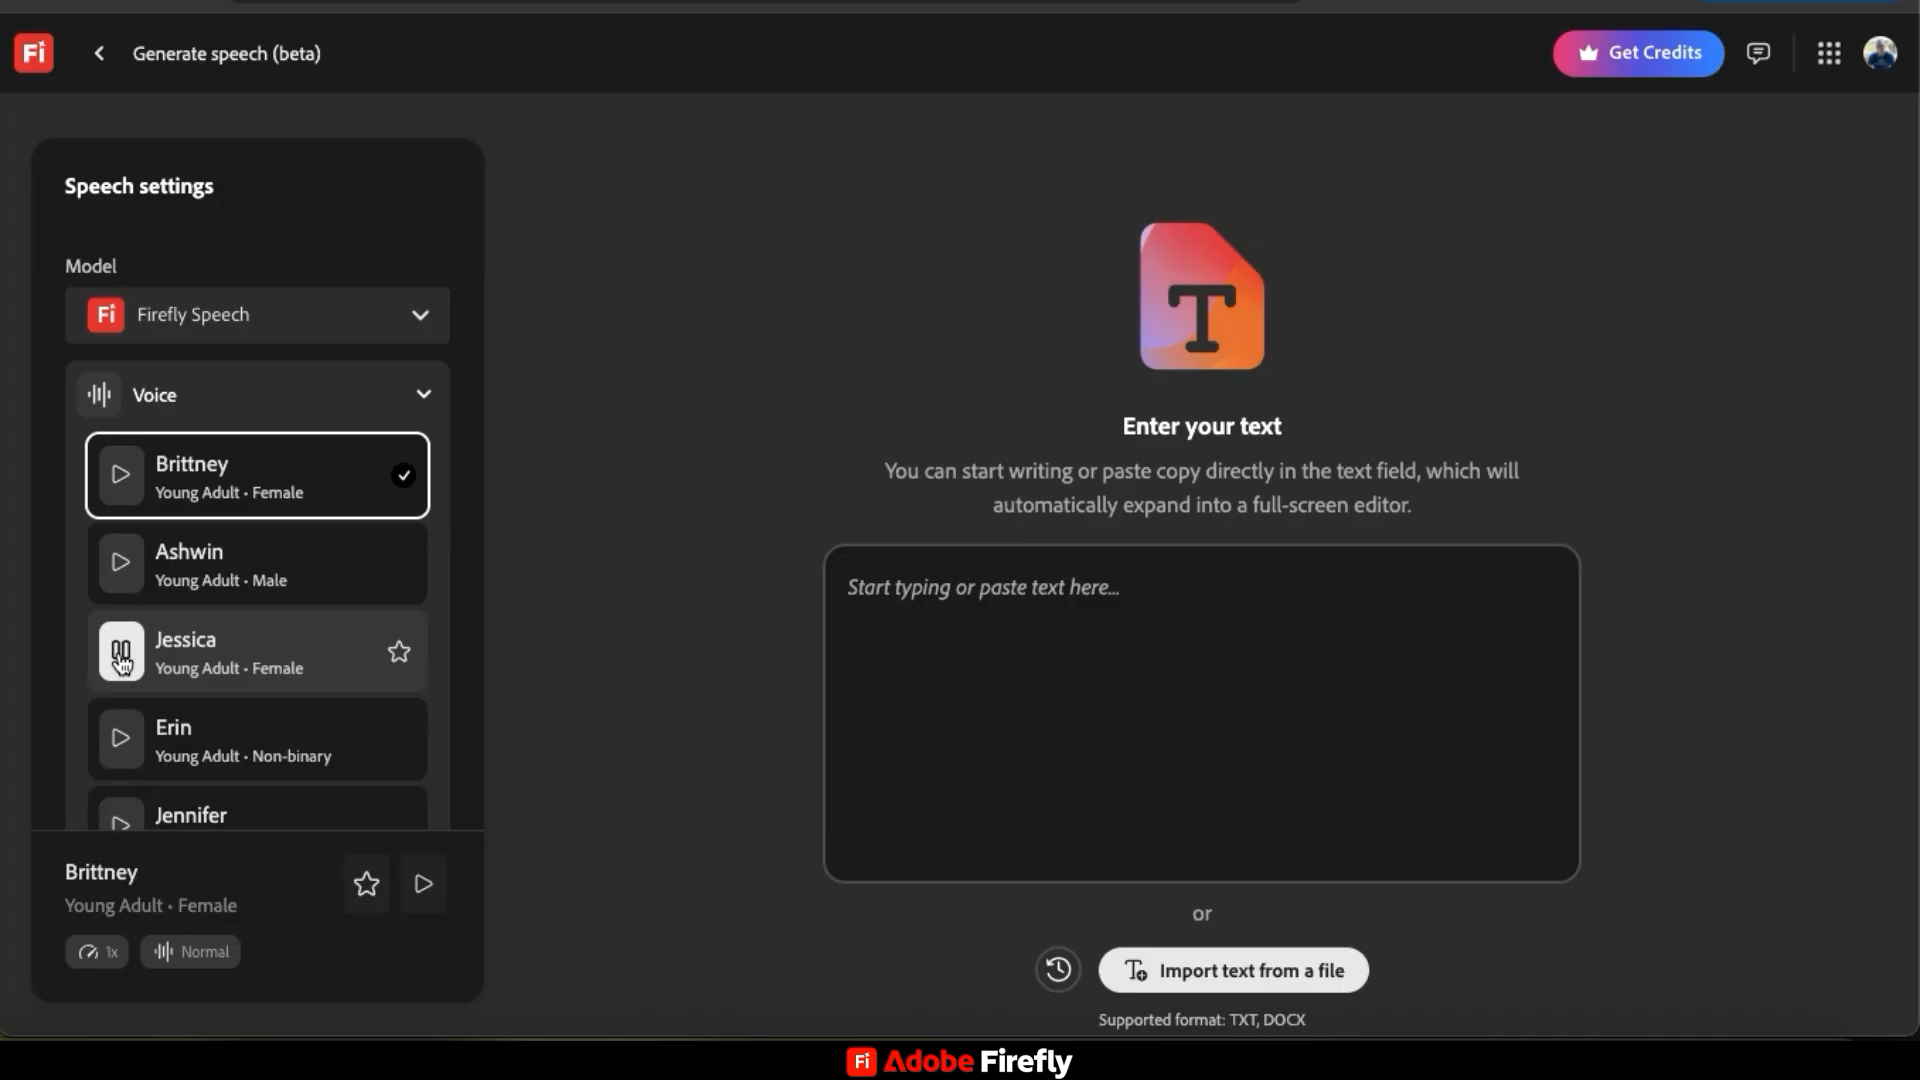 Fi
Generate speech (beta)
Get Credits
Speech settings
Model
Fi Firefly Speech
Voice
Brittney
Young Adult • Female
Ashwin
Young Adult • Male
Jessica
Young Adult • Female
Erin
Young Adult • Non-binary
Jennifer
Brittney
Young Adult • Female
1x
Normal
T
Enter your text
You can start writing or paste copy directly in the text field, which will
automatically expand into a full-screen editor.
Start typing or paste text here...
or
Import text from a file
Supported format: TXT, DOCX
Fi Adobe Firefly